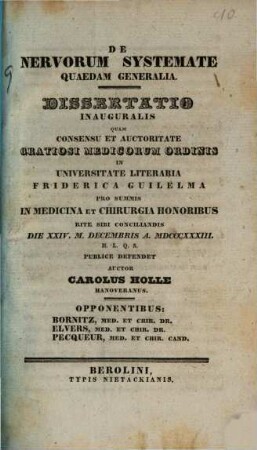 DE
NERVORUM SYSTEMATE
QUAEDAM GENERALIA.
DISSERTATIO
INAUGURALIS
QUAM
CONSENSU ET AUCTORITATE
GRATIOSI MEDICORUM ORDINIS
IN
UNIVERSITATE LITERARIA
FRIDERICA GUILELMA
PRO SUMMIS
IN MEDICINA ET CHIRURGIA HONORIBUS
RITE SIBI CONCILIANDIS
DIE XXIV. M. DECEMBRIS A. MDCCCXXXIII.
H. L. Q. S.
PUBLICE DEFENDET
AUCTOR
CAROLUS HOLLE
HANOVERANUS.
OPPONENTIBUS:
BORNITZ, MED. ET CHIR. DR.
ELVERS, MED. ET CHIR. DR.
PECQUEUR, MED. ET CHIR. CAND.
BEROLINI,
TYPIS NIETACKIANIS.